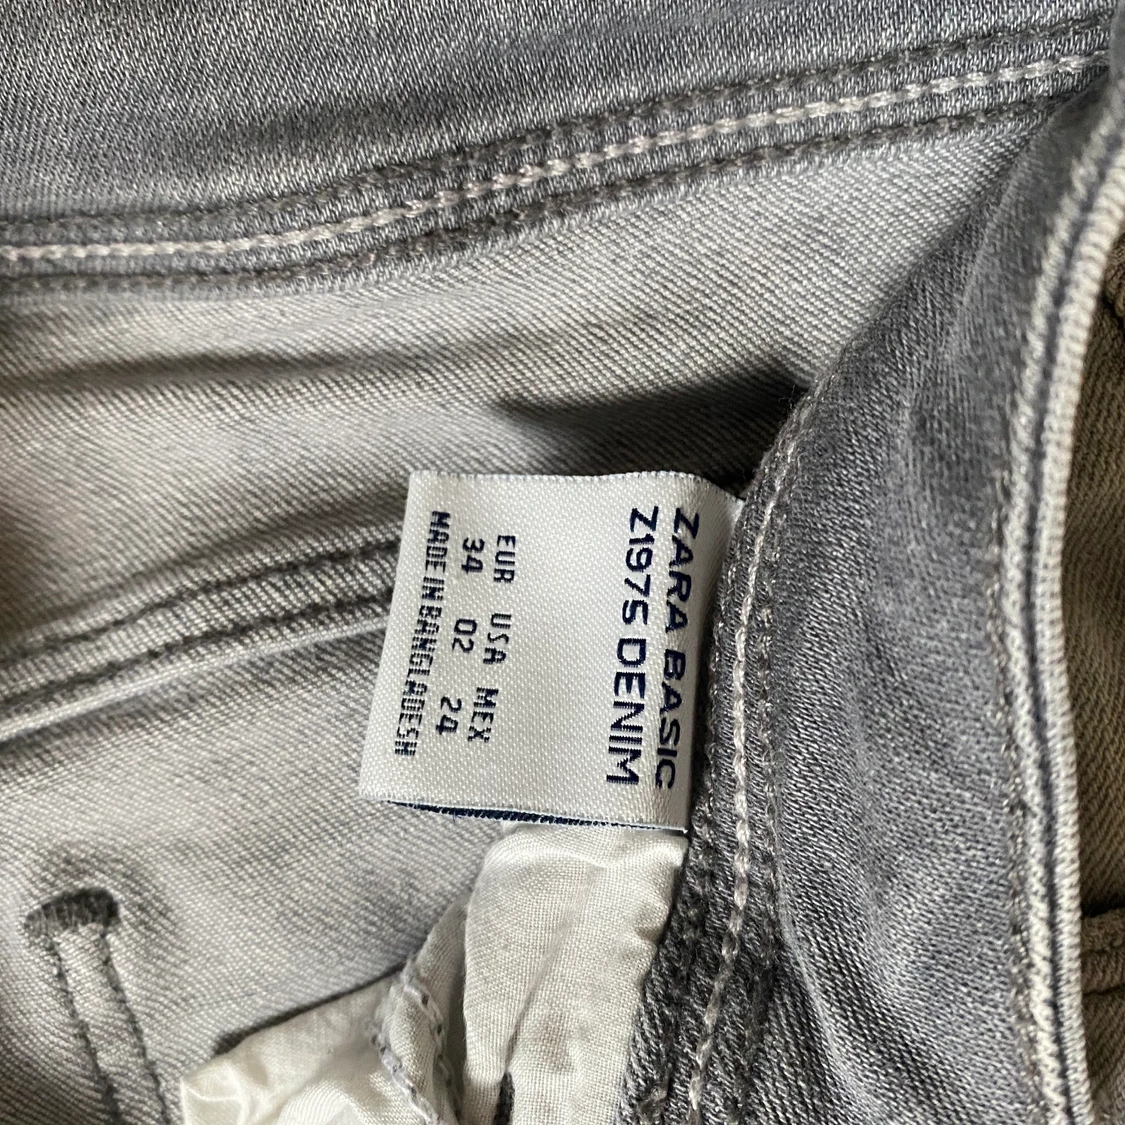 ZARA BASIC
Z1975 DENIM
EUR USA MEX
34 02 24
MADE IN BANGLADESH